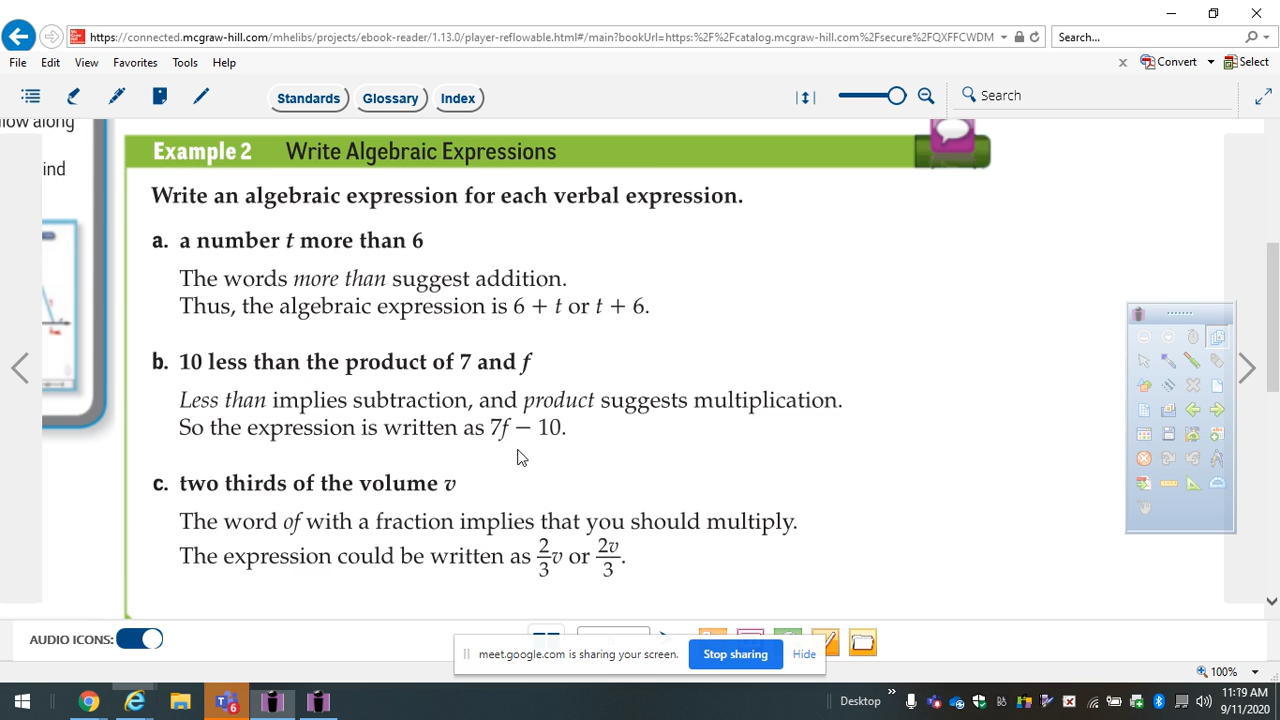 https://connected.mcgraw-hill.com/mhelibs/projects/ebook-reader/1.13.0/player-reflowable.html#/main?bookUrl=https:%2F%2Fcatalog.mcgraw-hill.com%2Fsecure%2FQXFFCWDM
Search...
File Edit View Favorites Tools Help
x Convert Select
Standards Glossary Index
Search
low along
ind
Example 2 Write Algebraic Expressions
Write an algebraic expression for each verbal expression.
a. a number t more than 6
The words more than suggest addition.
Thus, the algebraic expression is 6 + t or t + 6.
b. 10 less than the product of 7 and f
Less than implies subtraction, and product suggests multiplication.
So the expression is written as 7f − 10.
c. two thirds of the volume v
The word of with a fraction implies that you should multiply.
The expression could be written as 2/3 v or 2v/3.
AUDIO ICONS:
meet.google.com is sharing your screen. Stop sharing Hide
100%
6
Desktop
11:19 AM
9/11/2020